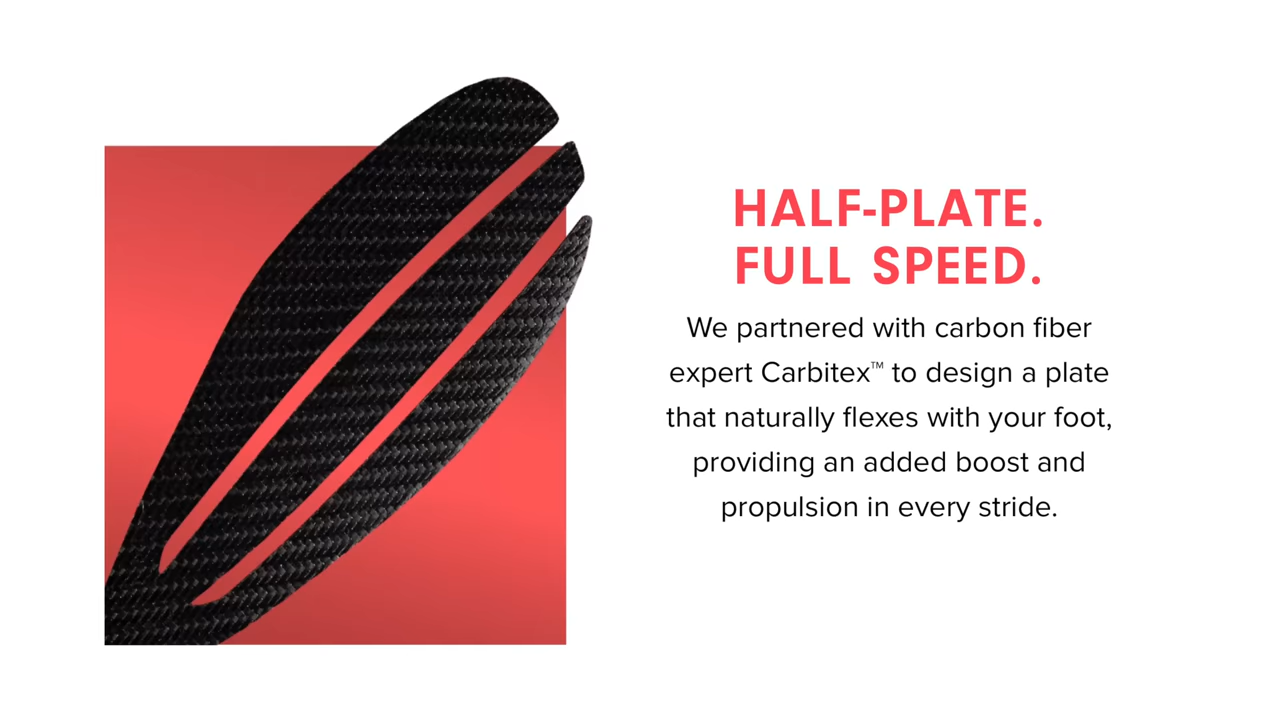 HALF-PLATE.
FULL SPEED.
We partnered with carbon fiber
expert Carbitex™ to design a plate
that naturally flexes with your foot,
providing an added boost and
propulsion in every stride.